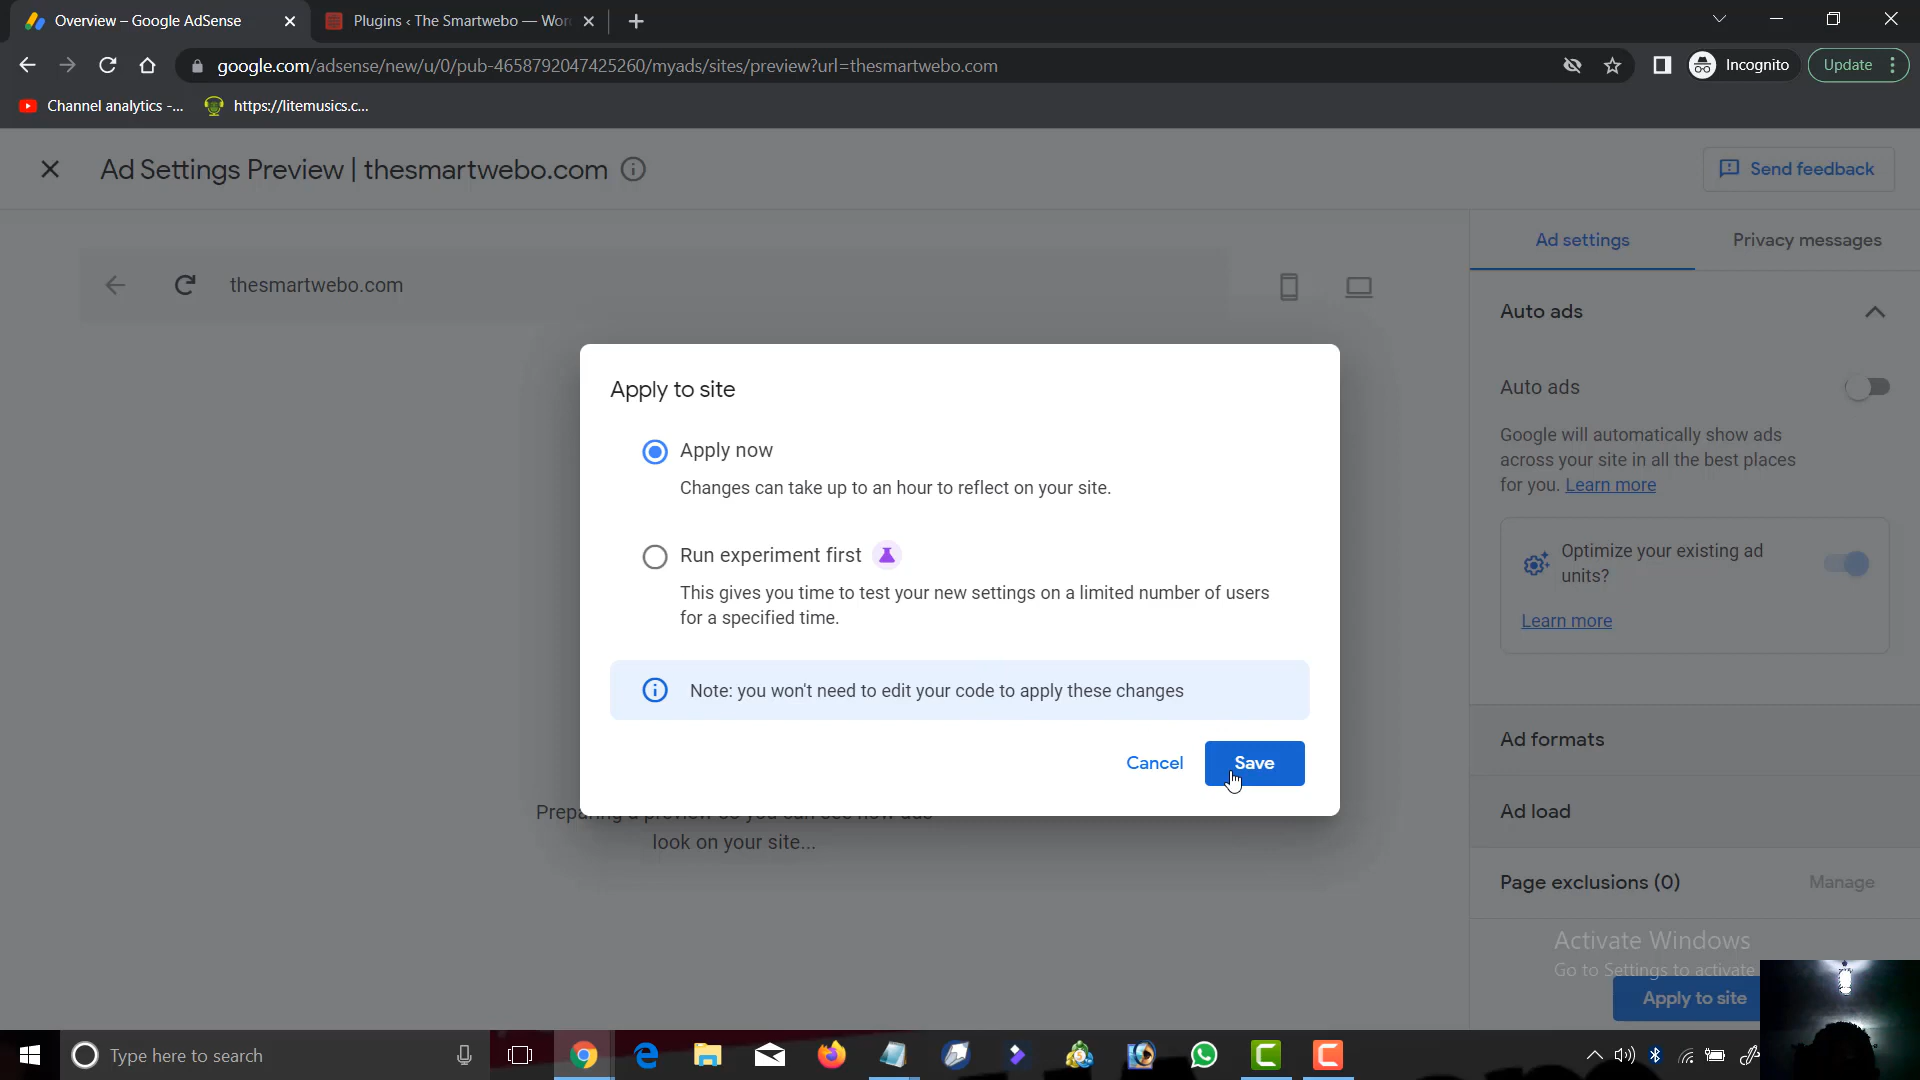 Overview – Google AdSense
Plugins ‹ The Smartwebo — Wor
google.com/adsense/new/u/0/pub-4658792047425260/myads/sites/preview?url=thesmartwebo.com
Incognito
Update
Channel analytics -...
https://litemusics.c...
Ad Settings Preview | thesmartwebo.com
Send feedback
Ad settings
Privacy messages
thesmartwebo.com
Auto ads
Auto ads
Google will automatically show ads
across your site in all the best places
for you. Learn more
Optimize your existing ad
units?
Learn more
Apply to site
Apply now
Changes can take up to an hour to reflect on your site.
Run experiment first
This gives you time to test your new settings on a limited number of users
for a specified time.
Note: you won't need to edit your code to apply these changes
Cancel
Save
Preparing a preview so you can see how ads
look on your site...
Ad formats
Ad load
Page exclusions (0)
Manage
Activate Windows
Go to Settings to activate
Apply to site
Type here to search